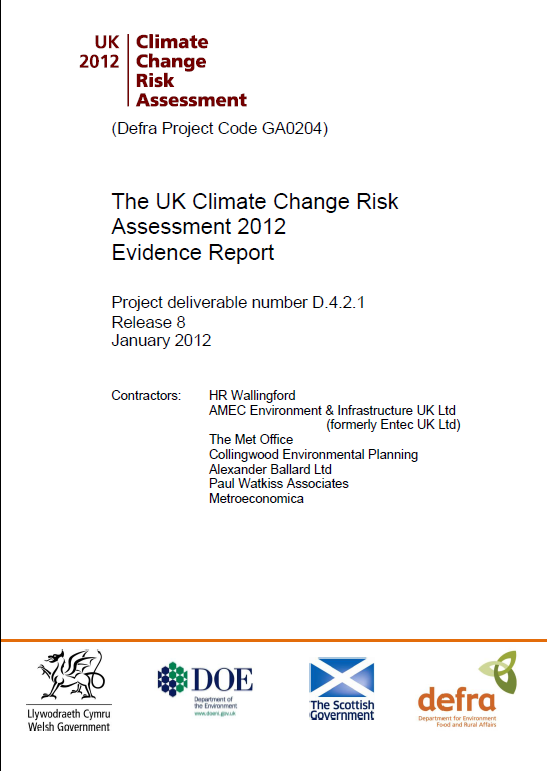 UK Climate
2012 Change
Risk
Assessment
(Defra Project Code GA0204)
The UK Climate Change Risk
Assessment 2012
Evidence Report
Project deliverable number D.4.2.1
Release 8
January 2012
Contractors: HR Wallingford
AMEC Environment & Infrastructure UK Ltd
(formerly Entec UK Ltd)
The Met Office
Collingwood Environmental Planning
Alexander Ballard Ltd
Paul Watkiss Associates
Metroeconomica
Llywodraeth Cymru
Welsh Government
DOE
Department of
the Environment
www.doeni.gov.uk
The Scottish
Government
defra
Department for Environment
Food and Rural Affairs